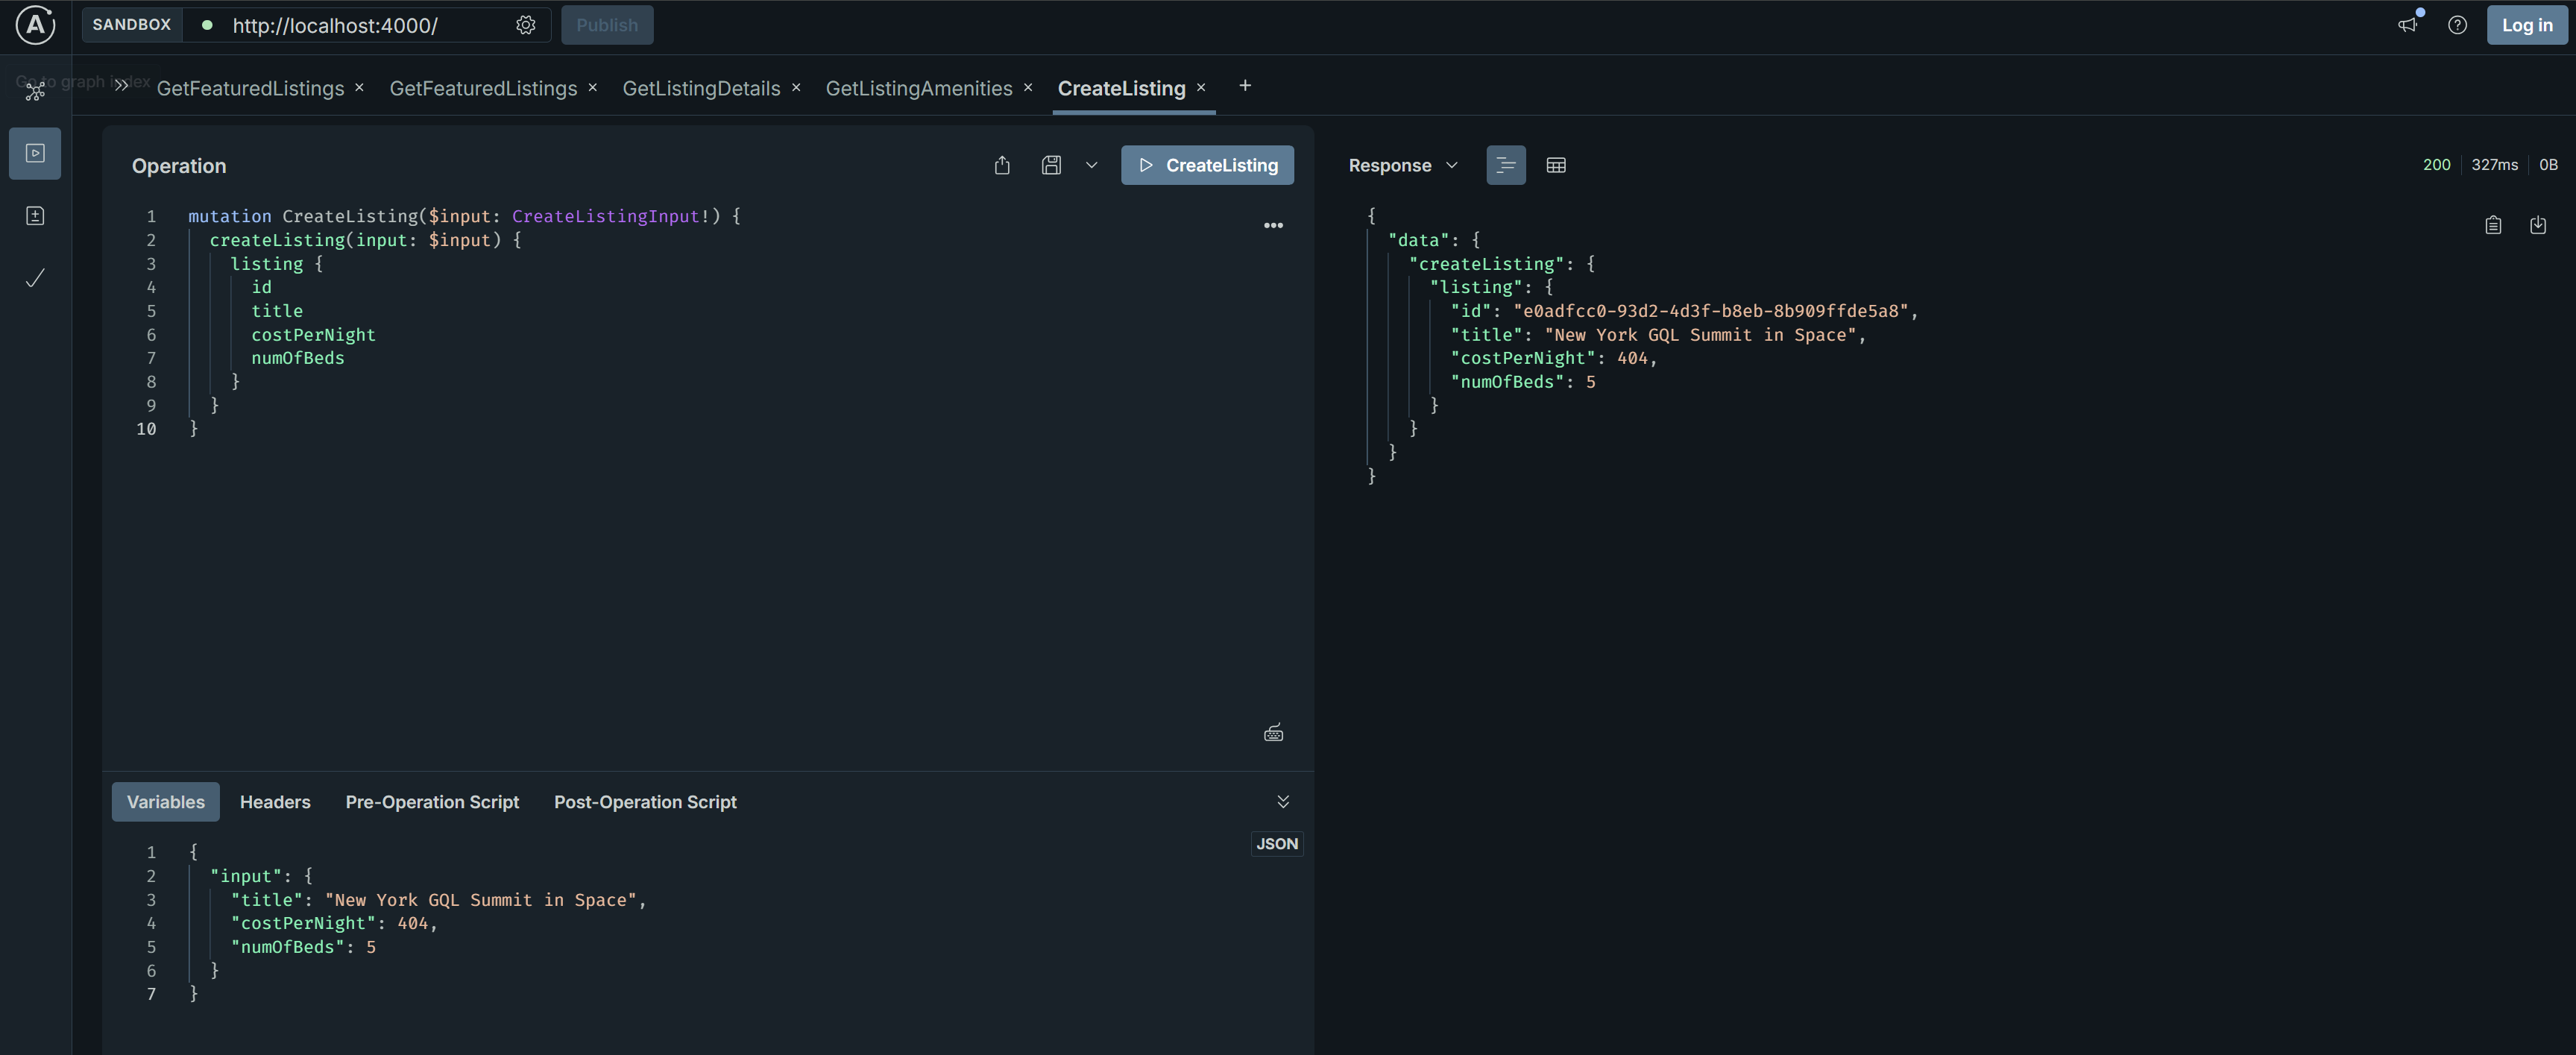 SANDBOX http://localhost:4000/ Publish Log in
Go to graph index
GetFeaturedListings × GetFeaturedListings × GetListingDetails × GetListingAmenities × CreateListing × +
Operation CreateListing
1 mutation CreateListing($input: CreateListingInput!) {
2 createListing(input: $input) {
3 listing {
4 id
5 title
6 costPerNight
7 numOfBeds
8 }
9 }
10 }
Variables Headers Pre-Operation Script Post-Operation Script
JSON
1 {
2 "input": {
3 "title": "New York GQL Summit in Space",
4 "costPerNight": 404,
5 "numOfBeds": 5
6 }
7 }
Response 200 327ms 0B
{
"data": {
"createListing": {
"listing": {
"id": "e0adfcc0-93d2-4d3f-b8eb-8b909ffde5a8",
"title": "New York GQL Summit in Space",
"costPerNight": 404,
"numOfBeds": 5
}
}
}
}